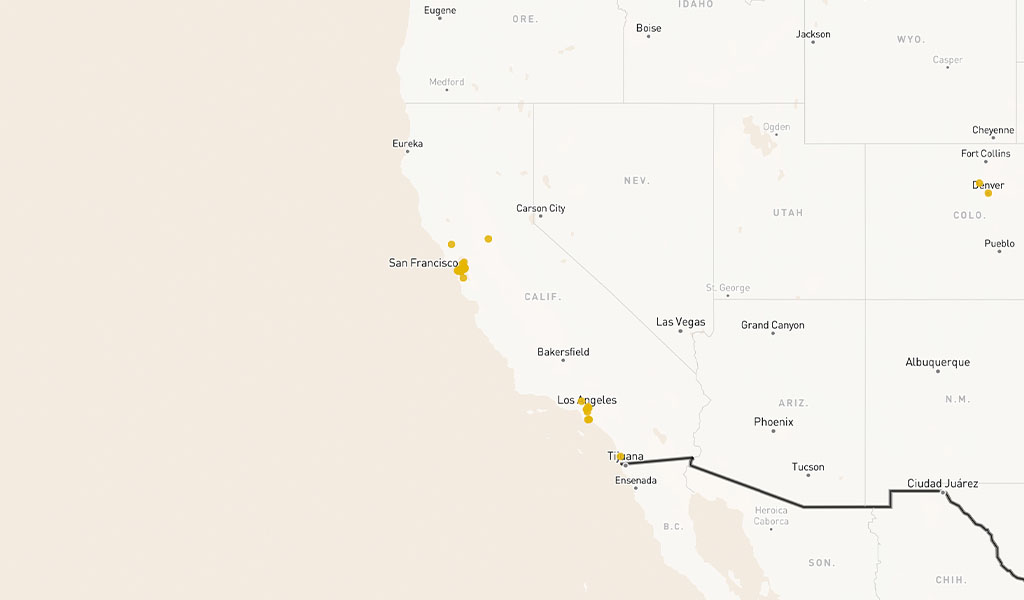 IDAHO
Eugene
ORE.
Boise
Jackson
WYO.
Casper
Medford
Ogden
Cheyenne
Eureka
Fort Collins
NEV.
Denver
Carson City
UTAH
COLO.
Pueblo
San Francisco
St. George
CALIF.
Las Vegas
Grand Canyon
Bakersfield
Albuquerque
Los Angeles
ARIZ.
N.M.
Phoenix
Tijuana
Tucson
Ensenada
Ciudad Juárez
Heroica
Caborca
B.C.
SON.
CHIH.